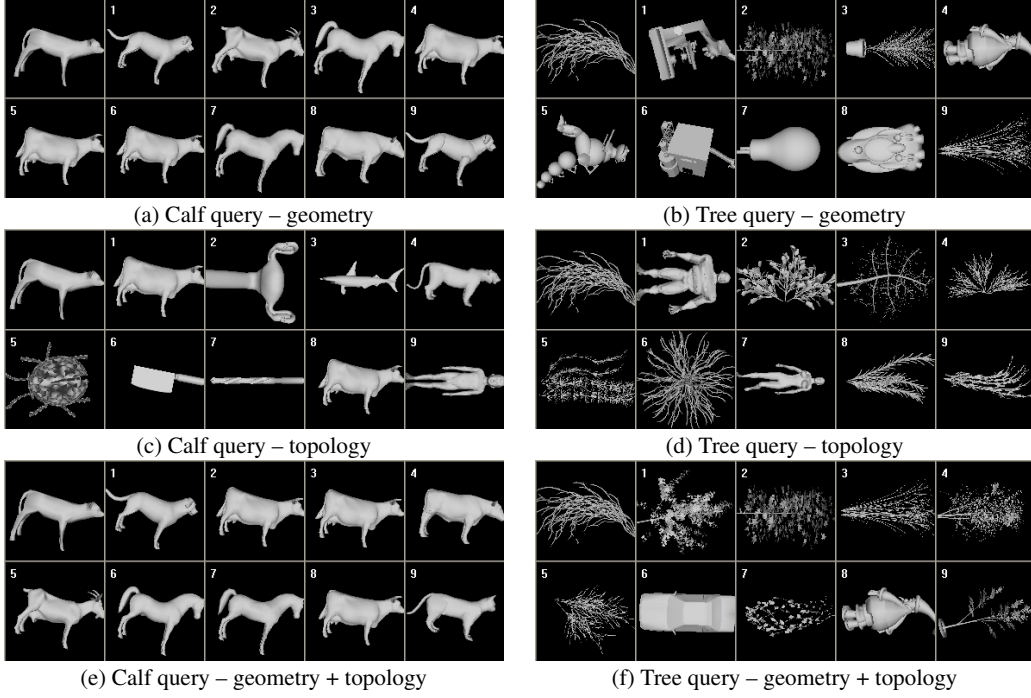 1 2 3 4
5 6 7 8 9
(a) Calf query – geometry
1 2 3 4
5 6 7 8 9
(b) Tree query – geometry
1 2 3 4
5 6 7 8 9
(c) Calf query – topology
1 2 3 4
5 6 7 8 9
(d) Tree query – topology
1 2 3 4
5 6 7 8 9
(e) Calf query – geometry + topology
1 2 3 4
5 6 7 8 9
(f) Tree query – geometry + topology